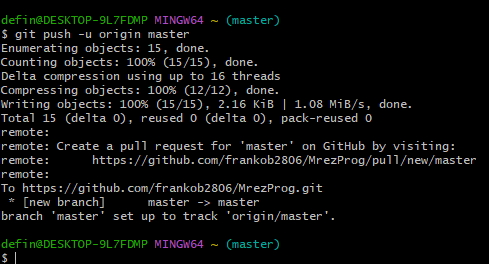 defin@DESKTOP-9L7FDMP MINGW64 ~ (master)
$ git push -u origin master
Enumerating objects: 15, done.
Counting objects: 100% (15/15), done.
Delta compression using up to 16 threads
Compressing objects: 100% (12/12), done.
Writing objects: 100% (15/15), 2.16 KiB | 1.08 MiB/s, done.
Total 15 (delta 0), reused 0 (delta 0), pack-reused 0
remote:
remote: Create a pull request for 'master' on GitHub by visiting:
remote:      https://github.com/frankob2806/MrezProg/pull/new/master
remote:
To https://github.com/frankob2806/MrezProg.git
 * [new branch]      master -> master
branch 'master' set up to track 'origin/master'.
defin@DESKTOP-9L7FDMP MINGW64 ~ (master)
$